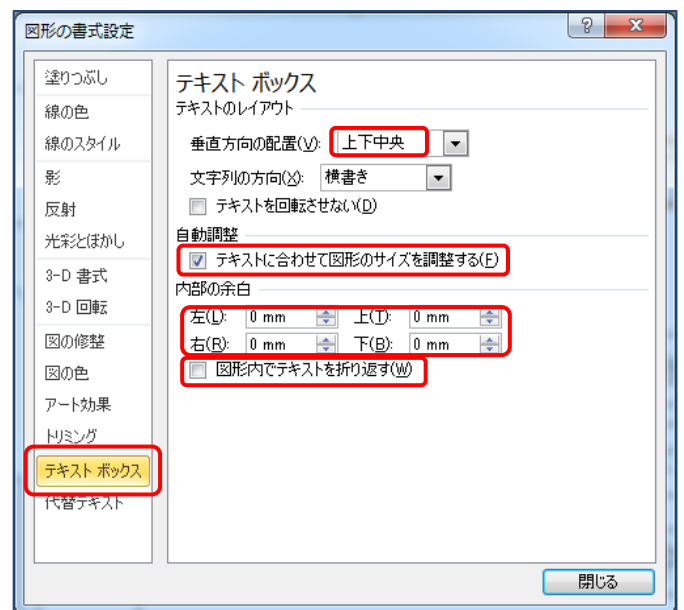 図形の書式設定
塗りつぶし
線の色
線のスタイル
影
反射
光彩とぼかし
3-D 書式
3-D 回転
図の修整
図の色
アート効果
トリミング
テキスト ボックス
代替テキスト
テキスト ボックス
テキストのレイアウト
垂直方向の配置(V): 上下中央
文字列の方向(X): 横書き
テキストを回転させない(D)
自動調整
テキストに合わせて図形のサイズを調整する(F)
内部の余白
左(L): 0 mm 上(T): 0 mm
右(R): 0 mm 下(B): 0 mm
図形内でテキストを折り返す(W)
閉じる